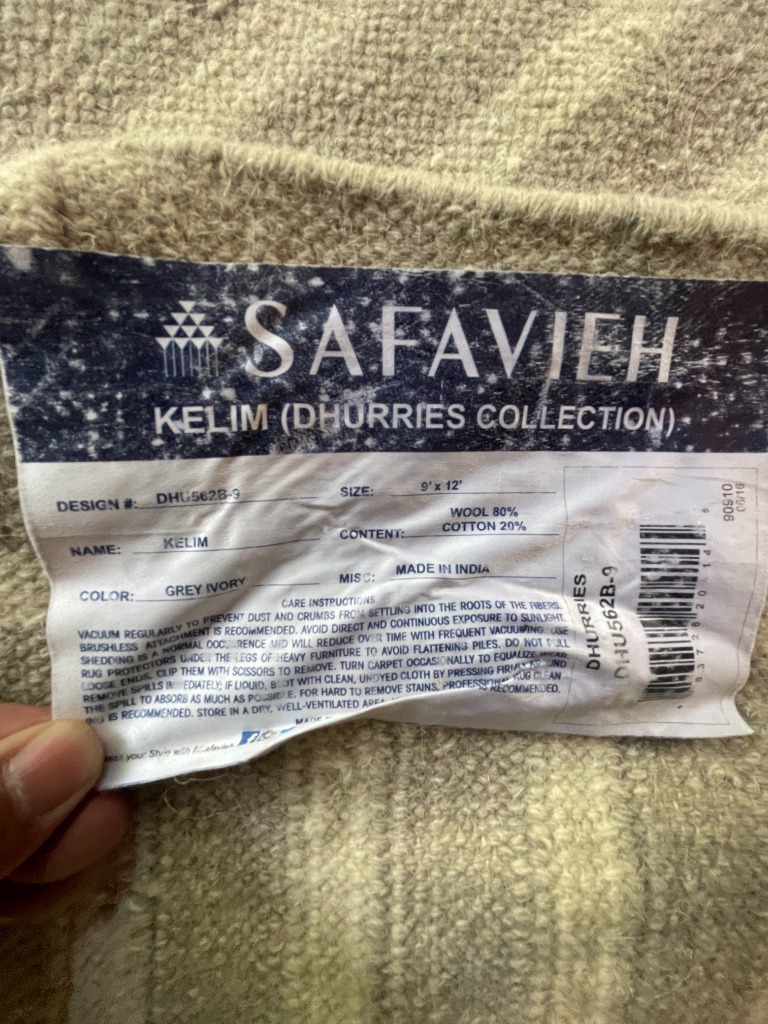 SAFAVIEH
KELIM (DHURRIES COLLECTION)
DESIGN #: DHU562B-9
SIZE: 9' x 12'
NAME: KELIM
CONTENT: WOOL 80%
COTTON 20%
COLOR: GREY IVORY
MISC: MADE IN INDIA
CARE INSTRUCTIONS
VACUUM REGULARLY TO PREVENT DUST AND CRUMBS FROM SETTLING INTO THE ROOTS OF THE FIBERS.
BRUSHLESS ATTACHMENT IS RECOMMENDED. AVOID DIRECT AND CONTINUOUS EXPOSURE TO SUNLIGHT.
SHEDDING IS A NORMAL OCCURRENCE AND WILL REDUCE OVER TIME WITH FREQUENT VACUUMING. USE
RUG PROTECTORS UNDER THE LEGS OF HEAVY FURNITURE TO AVOID FLATTENING PILES. DO NOT PULL
LOOSE ENDS, CLIP THEM WITH SCISSORS TO REMOVE. TURN CARPET OCCASIONALLY TO EQUALIZE WEAR
REMOVE SPILLS IMMEDIATELY; IF LIQUID, BLOT WITH CLEAN, UNDYED CLOTH BY PRESSING FIRMLY AROUND
THE SPILL TO ABSORB AS MUCH AS POSSIBLE. FOR HARD TO REMOVE STAINS, PROFESSIONAL RUG CLEAN
ING IS RECOMMENDED. STORE IN A DRY, WELL-VENTILATED AREA
MADE
your Style with
DHURRIES
DHU562B-9
90910